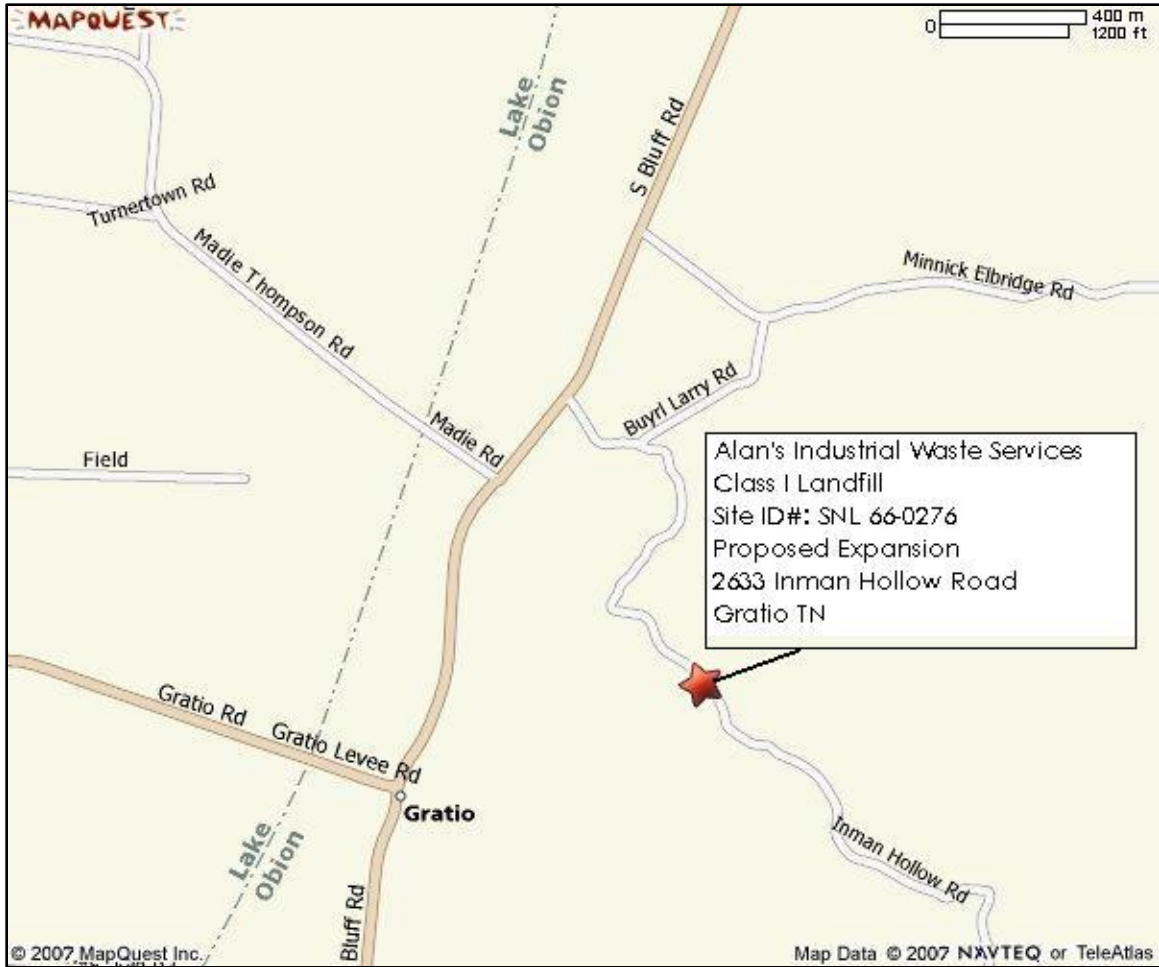 MAPQUEST
0
400 m
1200 ft
Lake
Obion
S Bluff Rd
Turnertown Rd
Madie Thompson Rd
Minnick Elbridge Rd
Buyrl Larry Rd
Madie Rd
Field
Alan's Industrial Waste Services
Class I Landfill
Site ID#: SNL 66-0276
Proposed Expansion
2633 Inman Hollow Road
Gratio TN
Gratio Rd
Gratio Levee Rd
Gratio
Lake
Obion
Inman Hollow Rd
Bluff Rd
© 2007 MapQuest Inc.
Map Data © 2007 NAVTEQ or TeleAtlas